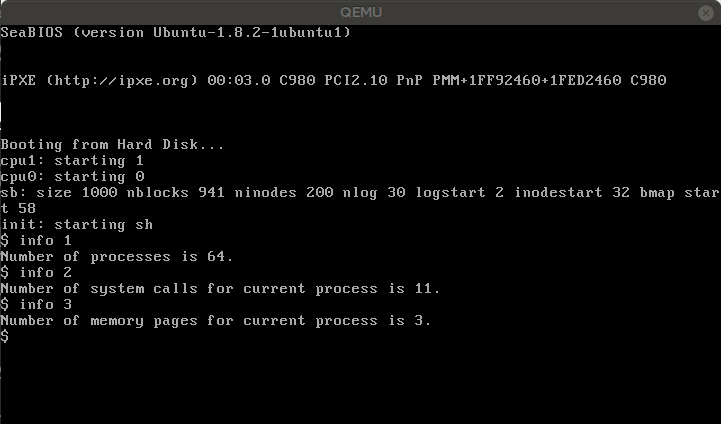 QEMU
SeaBIOS (version Ubuntu-1.8.2-1ubuntu1)
iPXE (http://ipxe.org) 00:03.0 C980 PCI2.10 PnP PMM+1FF92460+1FED2460 C980
Booting from Hard Disk...
cpu1: starting 1
cpu0: starting 0
sb: size 1000 nblocks 941 ninodes 200 nlog 30 logstart 2 inodestart 32 bmap star
t 58
init: starting sh
$ info 1
Number of processes is 64.
$ info 2
Number of system calls for current process is 11.
$ info 3
Number of memory pages for current process is 3.
$